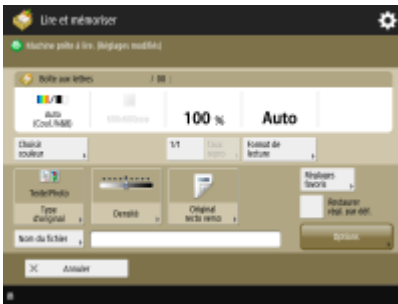 Lire et mémoriser
Machine prête à lire. (Réglages modifiés)
Boîte aux lettres / 00
Auto
(Coul./N&B)
100 %
Auto
Choisir
couleur
1/1
Taux
repro
Format de
lecture
Texte/Photo
Type
d'original
Densité
Original
recto verso
Réglages
favoris
Restaurer
régl. par déf.
Nom du fichier
Options
Annuler